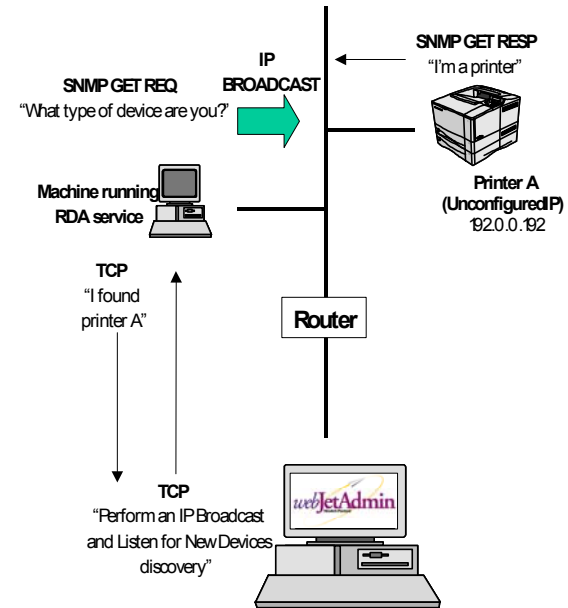 SNMP GET RESP
"I'm a printer"
IP
BROADCAST
SNMP GET REQ
"What type of device are you?"
Printer A
(Unconfigured IP)
192.0.0.192
Machine running
RDA service
TCP
"I found
printer A"
Router
TCP
"Perform an IP Broadcast
and Listen for New Devices
discovery"
webJetAdmin